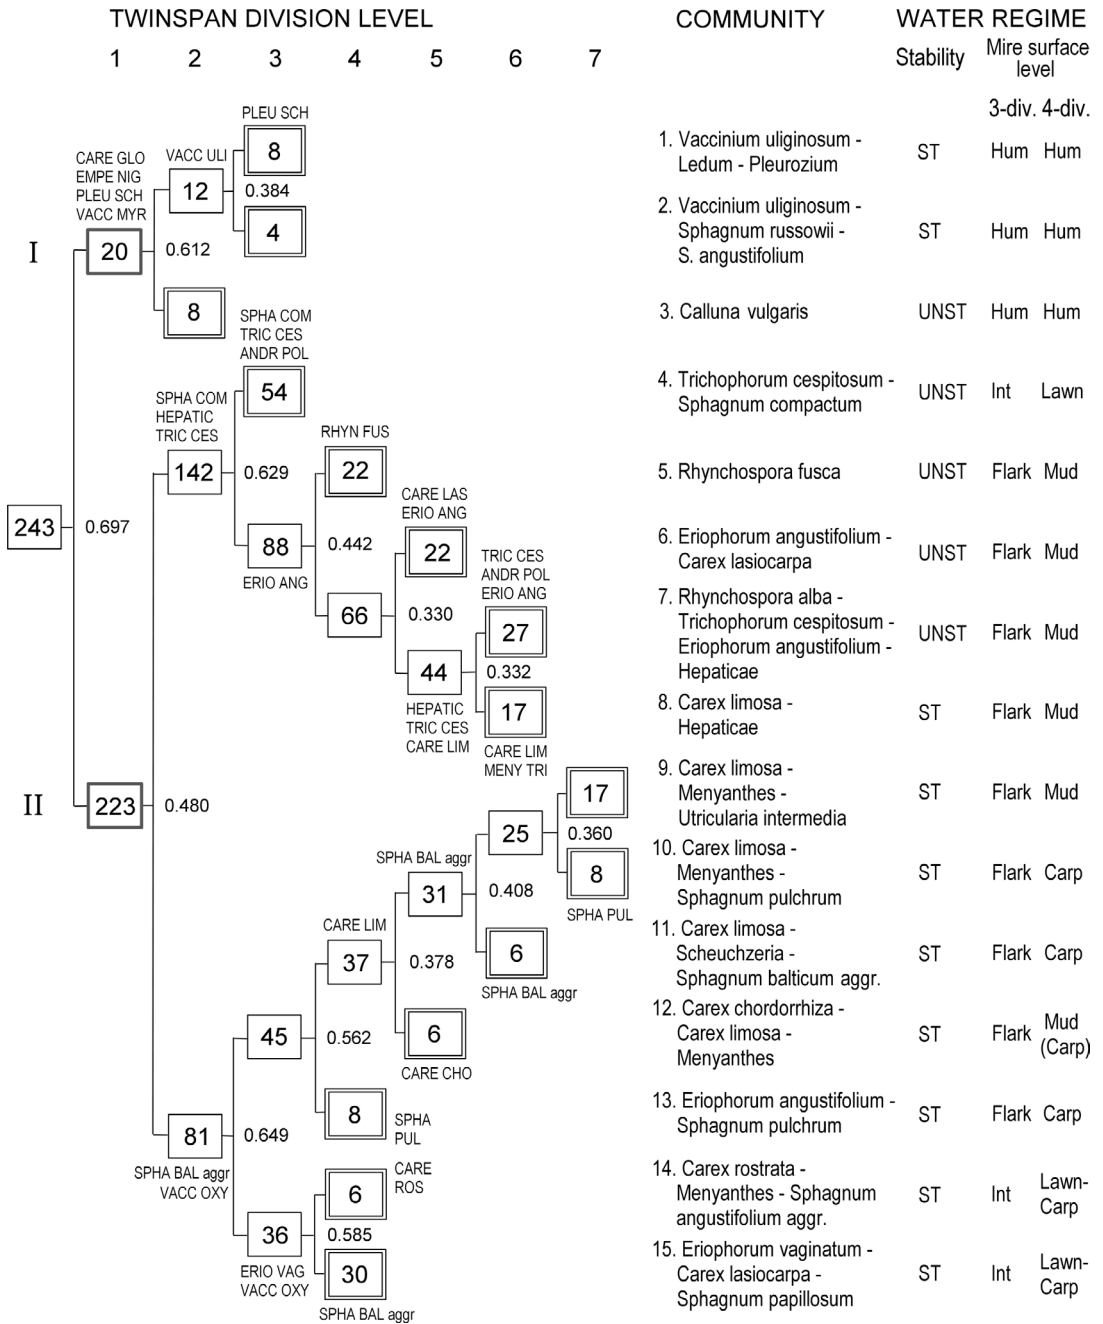 TWINSPAN DIVISION LEVEL
COMMUNITY
WATER REGIME
1 2 3 4 5 6 7
Stability
Mire surface
level
3-div. 4-div.
PLEU SCH
CARE GLO
EMPE NIG
PLEU SCH
VACC MYR
VACC ULI
8
12
0.384
4
I
20
0.612
8
SPHA COM
TRIC CES
ANDR POL
54
SPHA COM
HEPATIC
TRIC CES
142
0.629
RHYN FUS
22
243
0.697
88
ERIO ANG
0.442
CARE LAS
ERIO ANG
22
66
0.330
TRIC CES
ANDR POL
ERIO ANG
27
44
0.332
HEPATIC
TRIC CES
CARE LIM
17
CARE LIM
MENY TRI
II
223
0.480
17
25
0.360
SPHA BAL aggr
31
0.408
8
SPHA PUL
CARE LIM
37
0.378
6
SPHA BAL aggr
45
0.562
6
CARE CHO
8
SPHA
PUL
81
0.649
SPHA BAL aggr
VACC OXY
6
CARE
ROS
36
0.585
ERIO VAG
VACC OXY
30
SPHA BAL aggr
1. Vaccinium uliginosum -
Ledum - Pleurozium
ST Hum Hum
2. Vaccinium uliginosum -
Sphagnum russowii -
S. angustifolium
ST Hum Hum
3. Calluna vulgaris
UNST Hum Hum
4. Trichophorum cespitosum -
Sphagnum compactum
UNST Int Lawn
5. Rhynchospora fusca
UNST Flark Mud
6. Eriophorum angustifolium -
Carex lasiocarpa
UNST Flark Mud
7. Rhynchospora alba -
Trichophorum cespitosum -
Eriophorum angustifolium -
Hepaticae
UNST Flark Mud
8. Carex limosa -
Hepaticae
ST Flark Mud
9. Carex limosa -
Menyanthes -
Utricularia intermedia
ST Flark Mud
10. Carex limosa -
Menyanthes -
Sphagnum pulchrum
ST Flark Carp
11. Carex limosa -
Scheuchzeria -
Sphagnum balticum aggr.
ST Flark Carp
12. Carex chordorrhiza -
Carex limosa -
Menyanthes
ST Flark Mud
(Carp)
13. Eriophorum angustifolium -
Sphagnum pulchrum
ST Flark Carp
14. Carex rostrata -
Menyanthes - Sphagnum
angustifolium aggr.
ST Int Lawn-
Carp
15. Eriophorum vaginatum -
Carex lasiocarpa -
Sphagnum papillosum
ST Int Lawn-
Carp